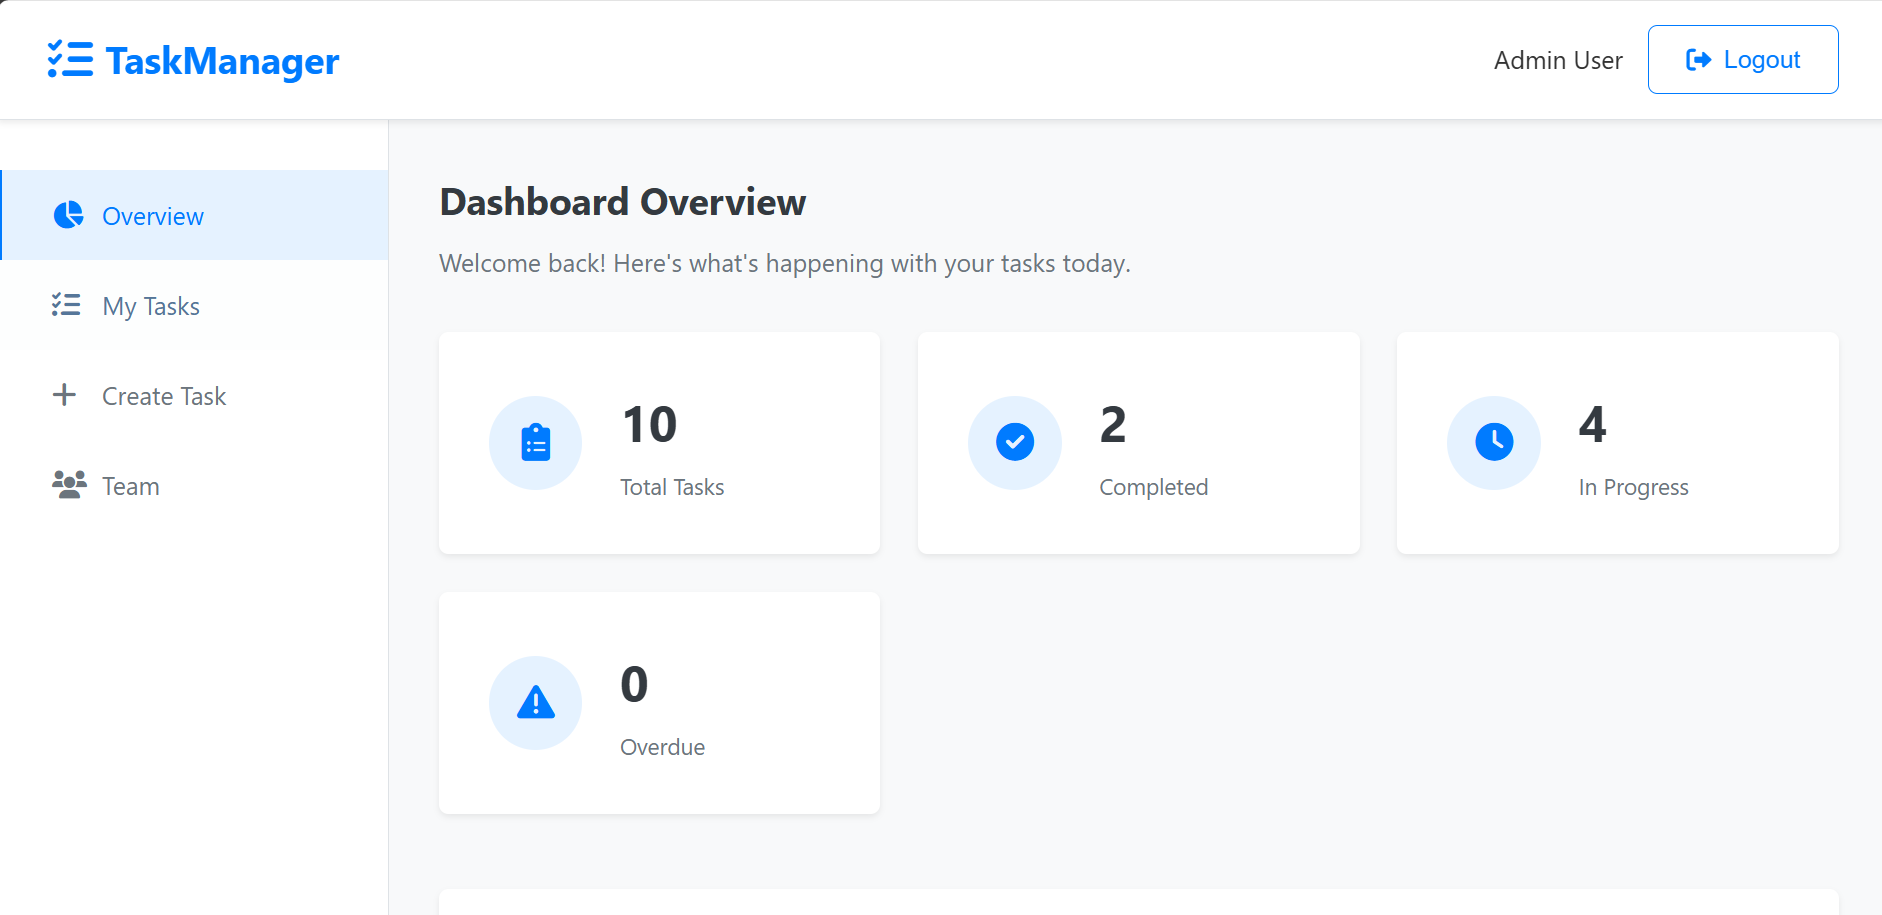 TaskManager
Admin User
Logout
Overview
My Tasks
Create Task
Team
Dashboard Overview
Welcome back! Here's what's happening with your tasks today.
10
Total Tasks
2
Completed
4
In Progress
0
Overdue